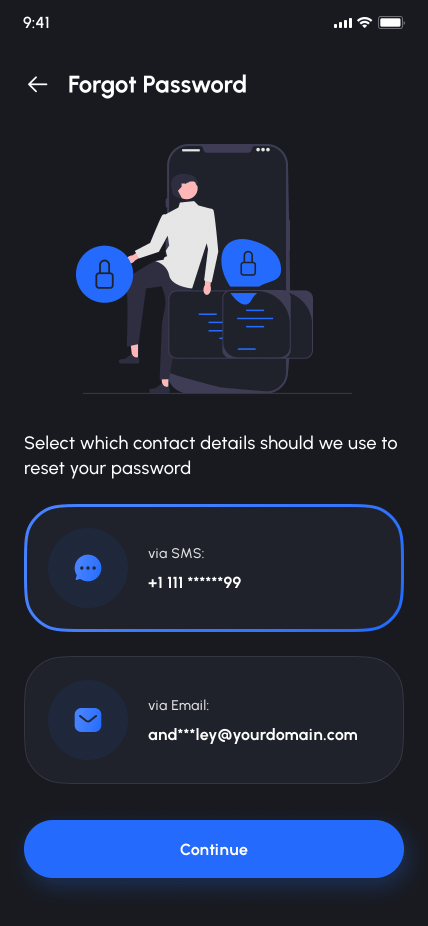 9:41
Forgot Password
Select which contact details should we use to
reset your password
via SMS:
+1 111 ******99
via Email:
and***ley@yourdomain.com
Continue